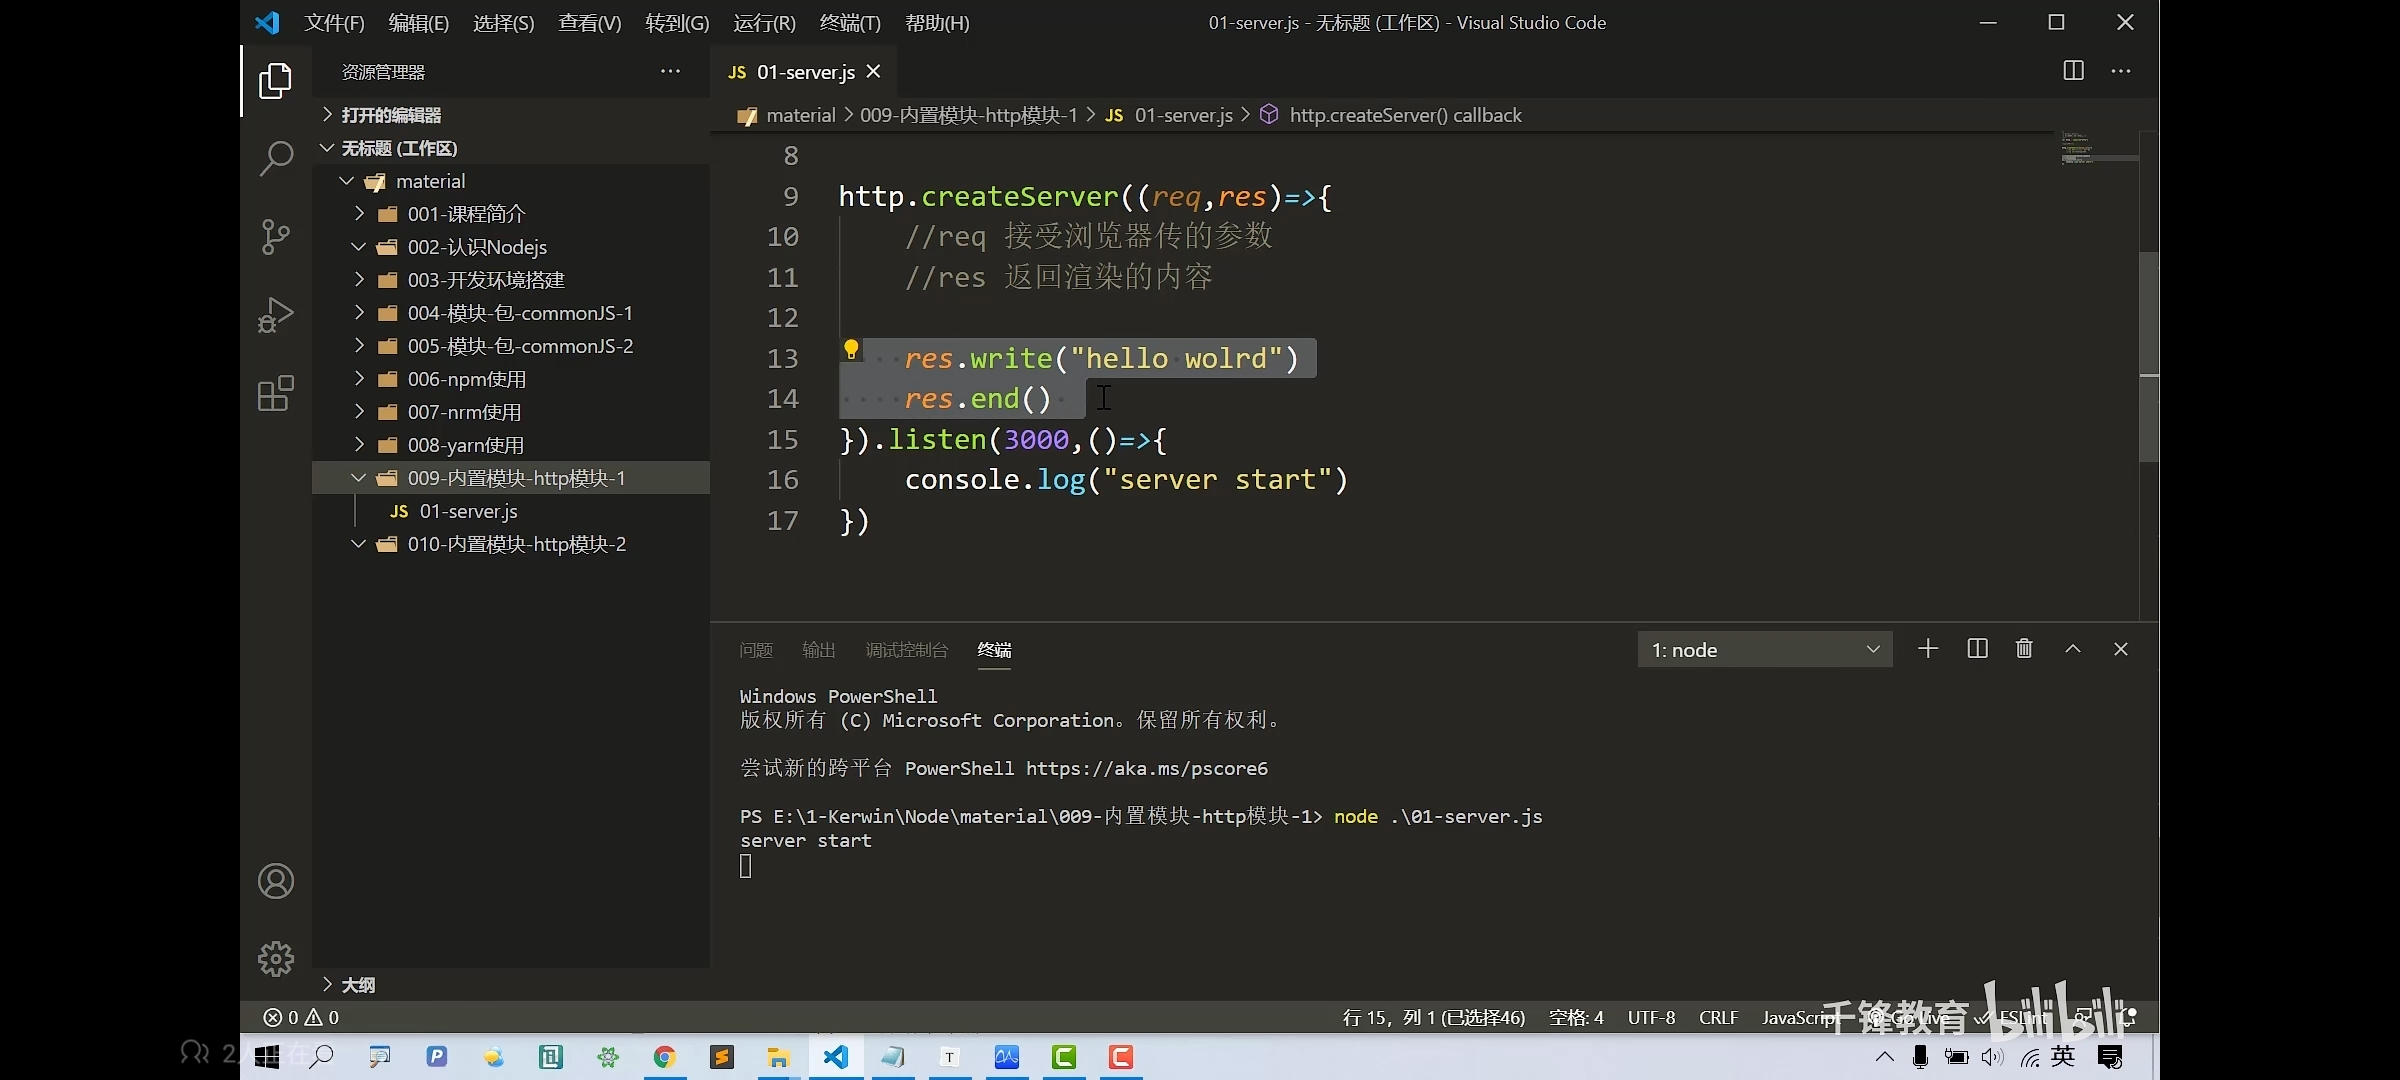 文件(F) 编辑(E) 选择(S) 查看(V) 转到(G) 运行(R) 终端(T) 帮助(H)
01-server.js - 无标题 (工作区) - Visual Studio Code
资源管理器
打开的编辑器
无标题 (工作区)
material
001-课程简介
002-认识Nodejs
003-开发环境搭建
004-模块-包-commonJS-1
005-模块-包-commonJS-2
006-npm使用
007-nrm使用
008-yarn使用
009-内置模块-http模块-1
JS 01-server.js
010-内置模块-http模块-2
大纲
JS 01-server.js
material > 009-内置模块-http模块-1 > JS 01-server.js > http.createServer() callback
8
9 http.createServer((req,res)=>{
10 //req 接受浏览器传的参数
11 //res 返回渲染的内容
12
13 res.write("hello wolrd")
14 res.end()
15 }).listen(3000,()=>{
16 console.log("server start")
17 })
问题 输出 调试控制台 终端
1: node
Windows PowerShell
版权所有 (C) Microsoft Corporation。保留所有权利。
尝试新的跨平台 PowerShell https://aka.ms/pscore6
PS E:\1-Kerwin\Node\material\009-内置模块-http模块-1> node .\01-server.js
server start
0 0
行 15，列 1 (已选择46) 空格: 4 UTF-8 CRLF JavaScript Go Live ESLint
千锋教育 bilibili
英